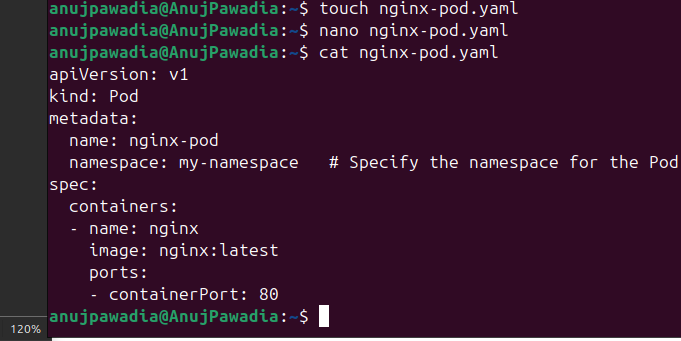 anujpawadia@AnujPawadia:~$ touch nginx-pod.yaml
anujpawadia@AnujPawadia:~$ nano nginx-pod.yaml
anujpawadia@AnujPawadia:~$ cat nginx-pod.yaml
apiVersion: v1
kind: Pod
metadata:
  name: nginx-pod
  namespace: my-namespace   # Specify the namespace for the Pod
spec:
  containers:
  - name: nginx
    image: nginx:latest
    ports:
    - containerPort: 80
anujpawadia@AnujPawadia:~$
120%